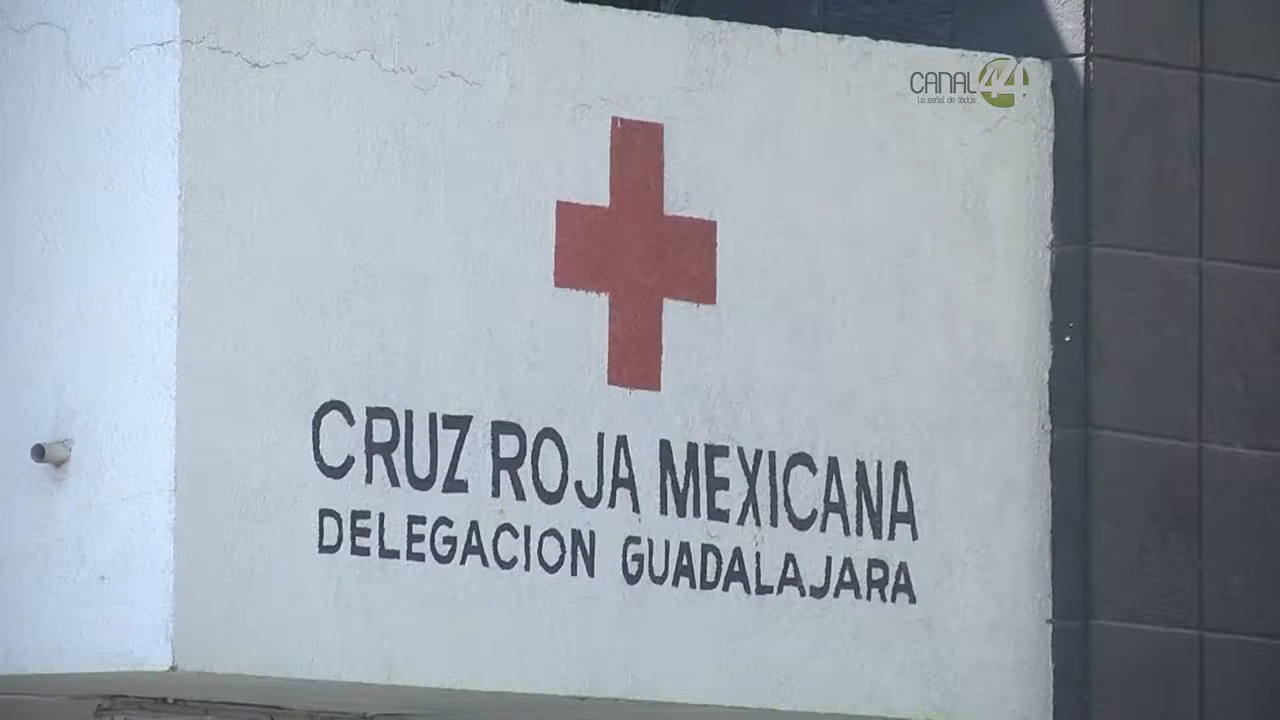 CANAL 44
La señal de todos
CRUZ ROJA MEXICANA
DELEGACION GUADALAJARA